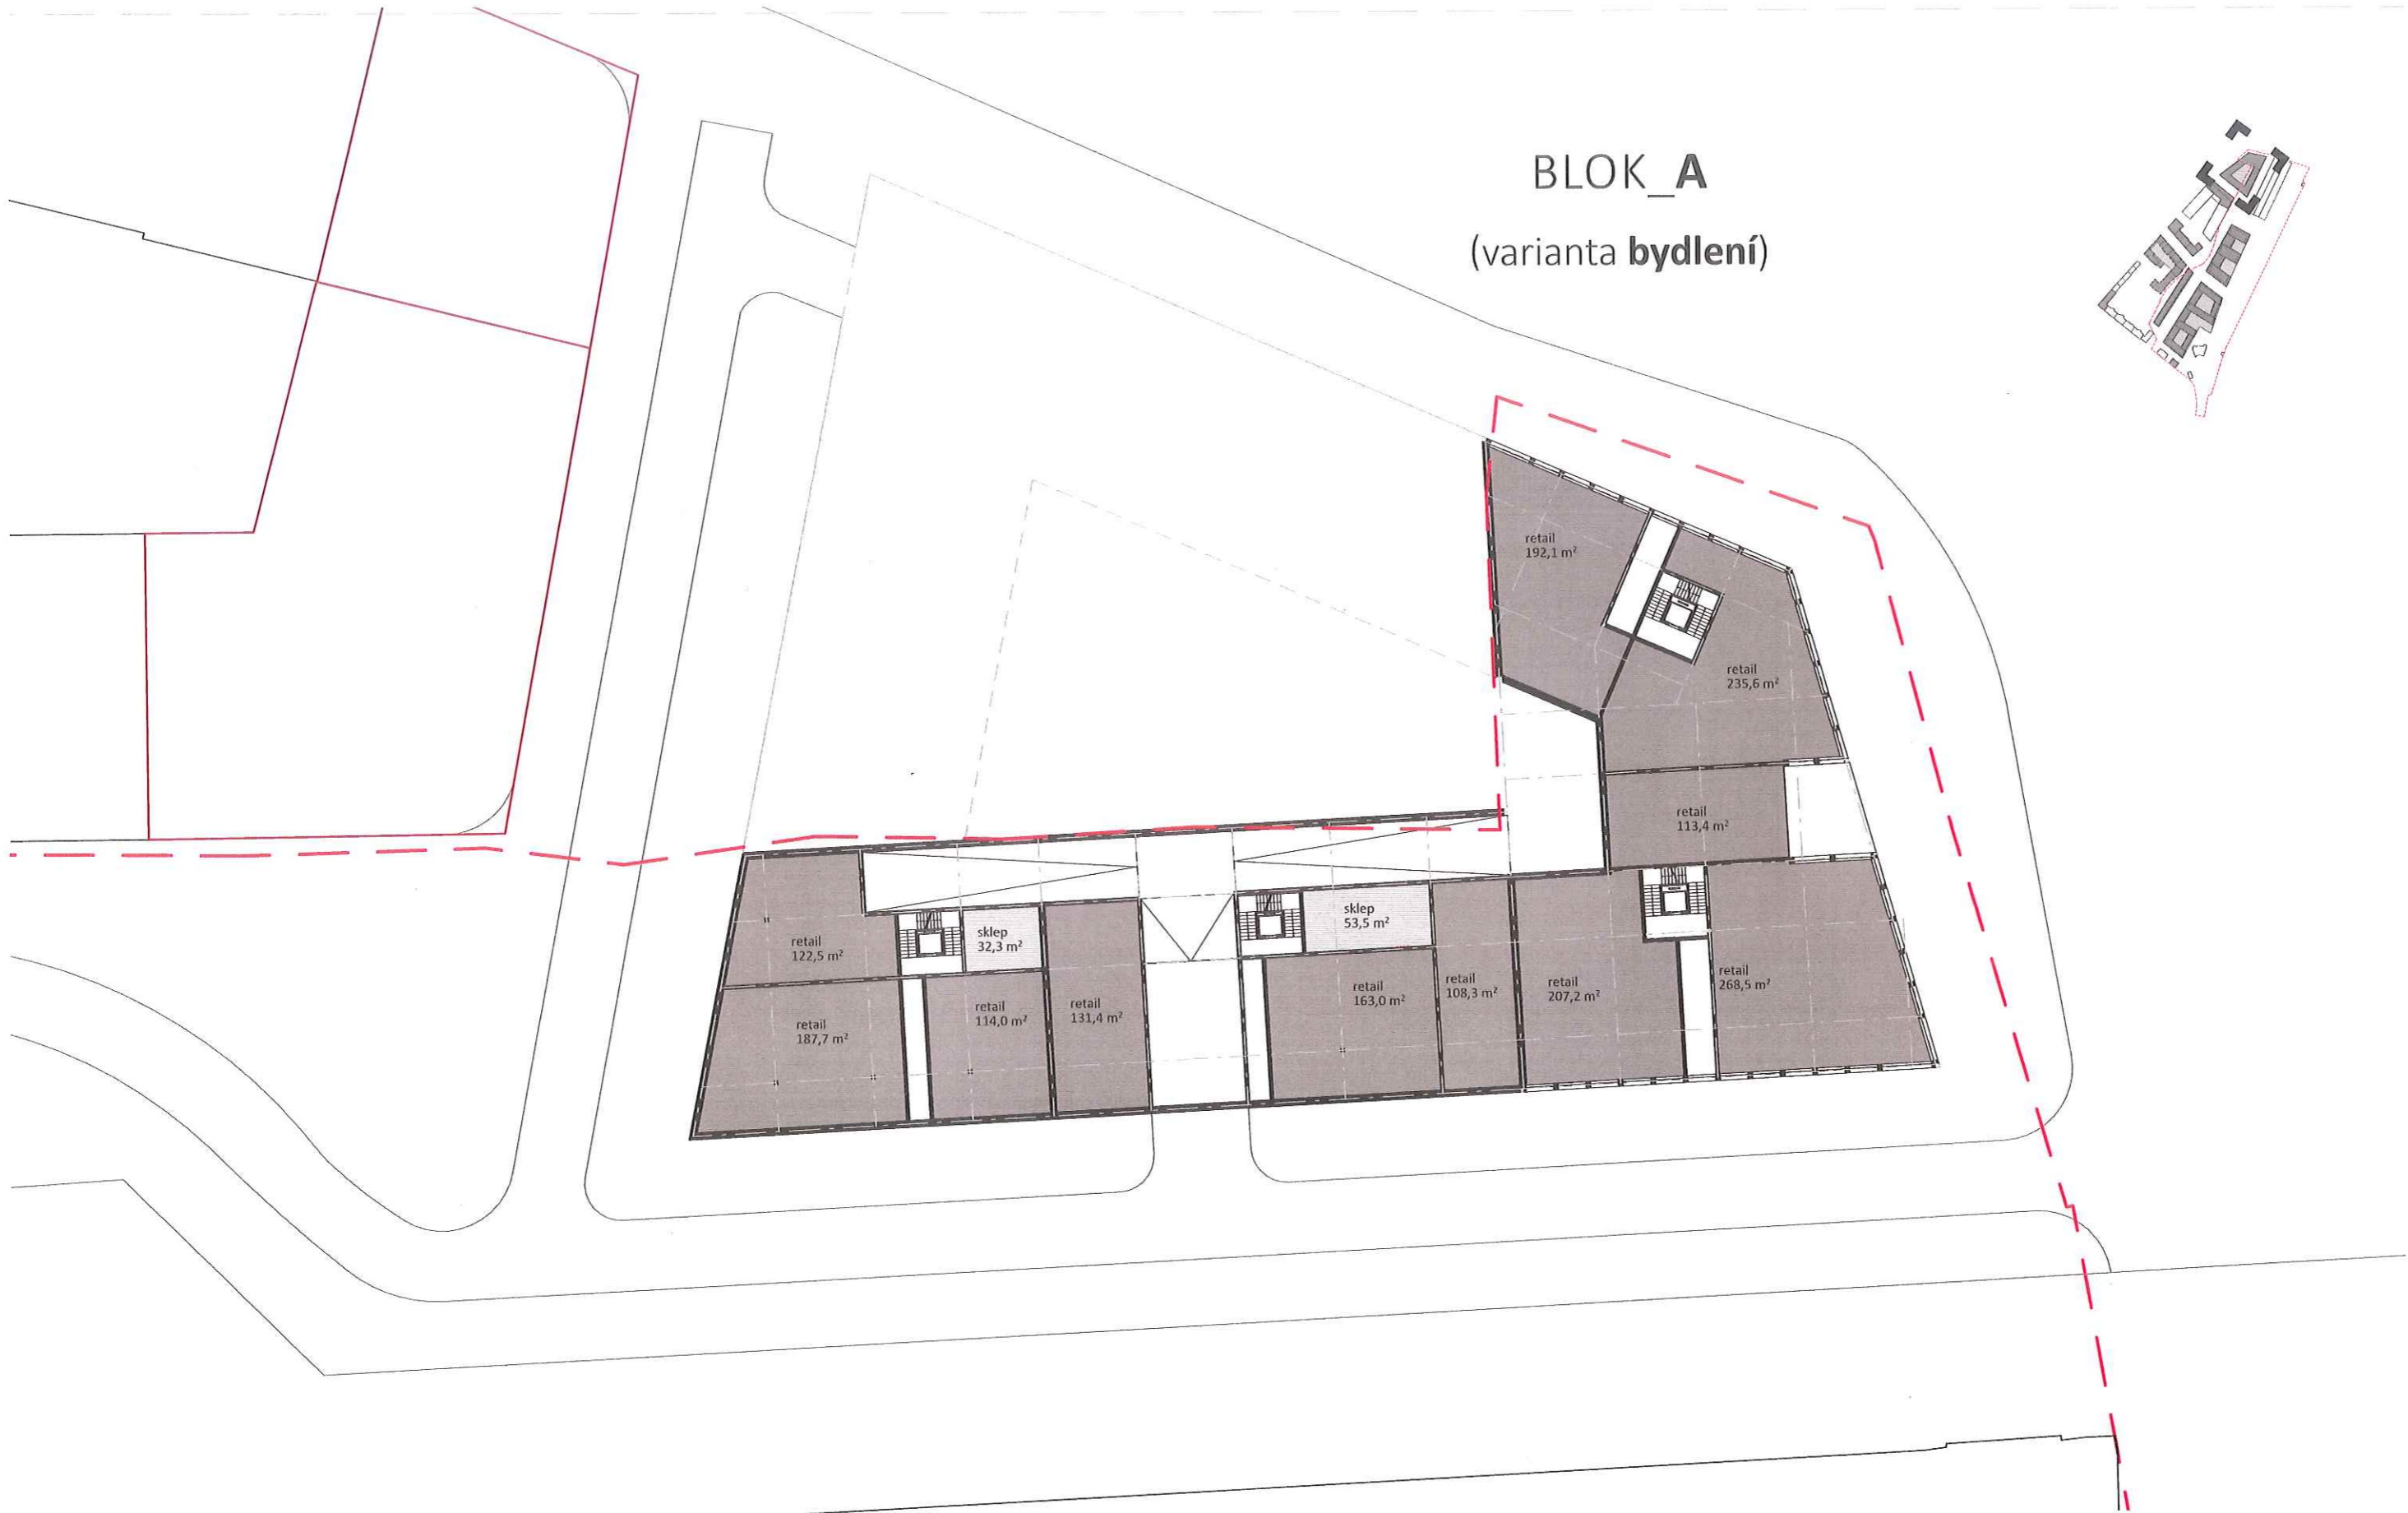 BLOK_A
(varianta bydlení)
retail
192,1 m²
retail
235,6 m²
retail
113,4 m²
sklep
53,5 m²
sklep
32,3 m²
retail
122,5 m²
retail
187,7 m²
retail
114,0 m²
retail
131,4 m²
retail
163,0 m²
retail
108,3 m²
retail
207,2 m²
retail
268,5 m²